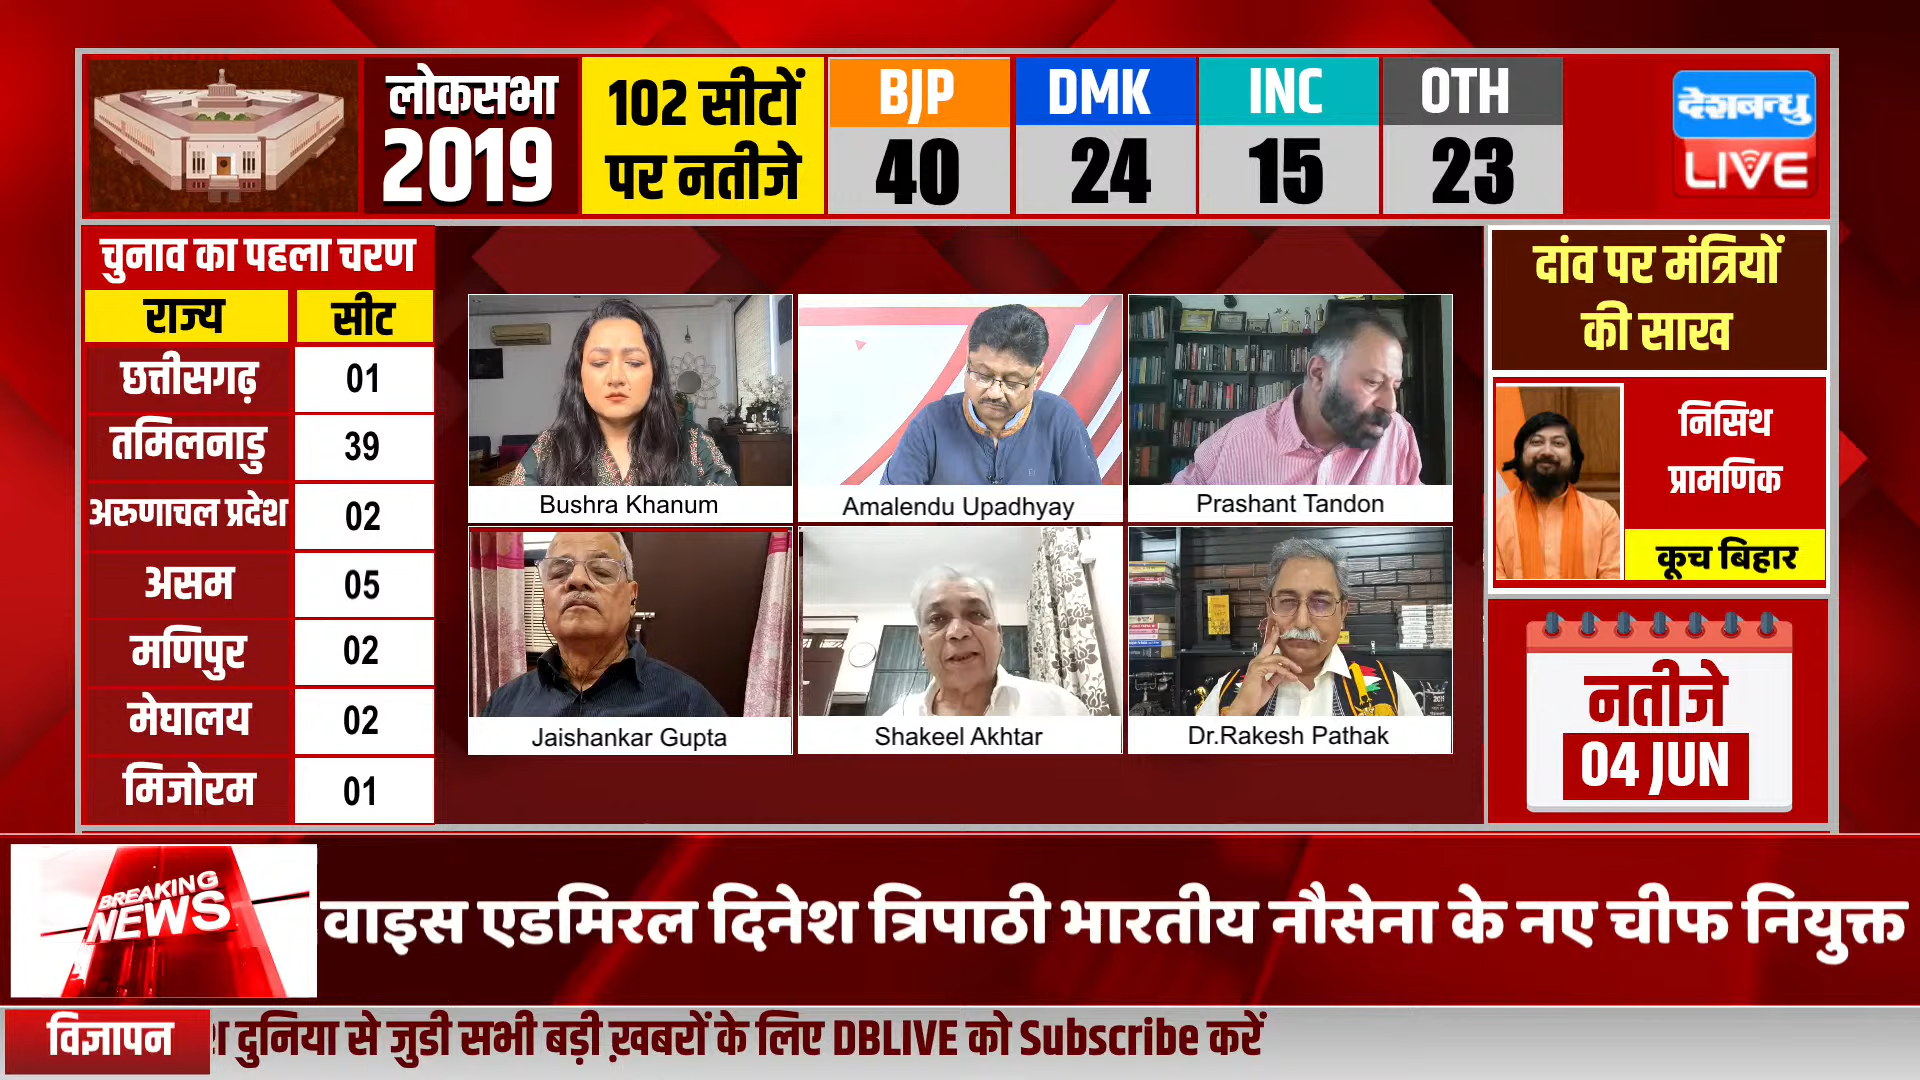 लोकसभा
2019
102 सीटों
पर नतीजे
BJP
40
DMK
24
INC
15
OTH
23
देशबन्धु
LIVE
चुनाव का पहला चरण
राज्य सीट
छत्तीसगढ़ 01
तमिलनाडु 39
अरुणाचल प्रदेश 02
असम 05
मणिपुर 02
मेघालय 02
मिजोरम 01
Bushra Khanum
Amalendu Upadhyay
Prashant Tandon
Jaishankar Gupta
Shakeel Akhtar
Dr.Rakesh Pathak
दांव पर मंत्रियों
की साख
निसिथ
प्रामणिक
कूच बिहार
नतीजे
04 JUN
BREAKING
NEWS
वाइस एडमिरल दिनेश त्रिपाठी भारतीय नौसेना के नए चीफ नियुक्त
विज्ञापन
दुनिया से जुडी सभी बड़ी ख़बरों के लिए DBLIVE को Subscribe करें